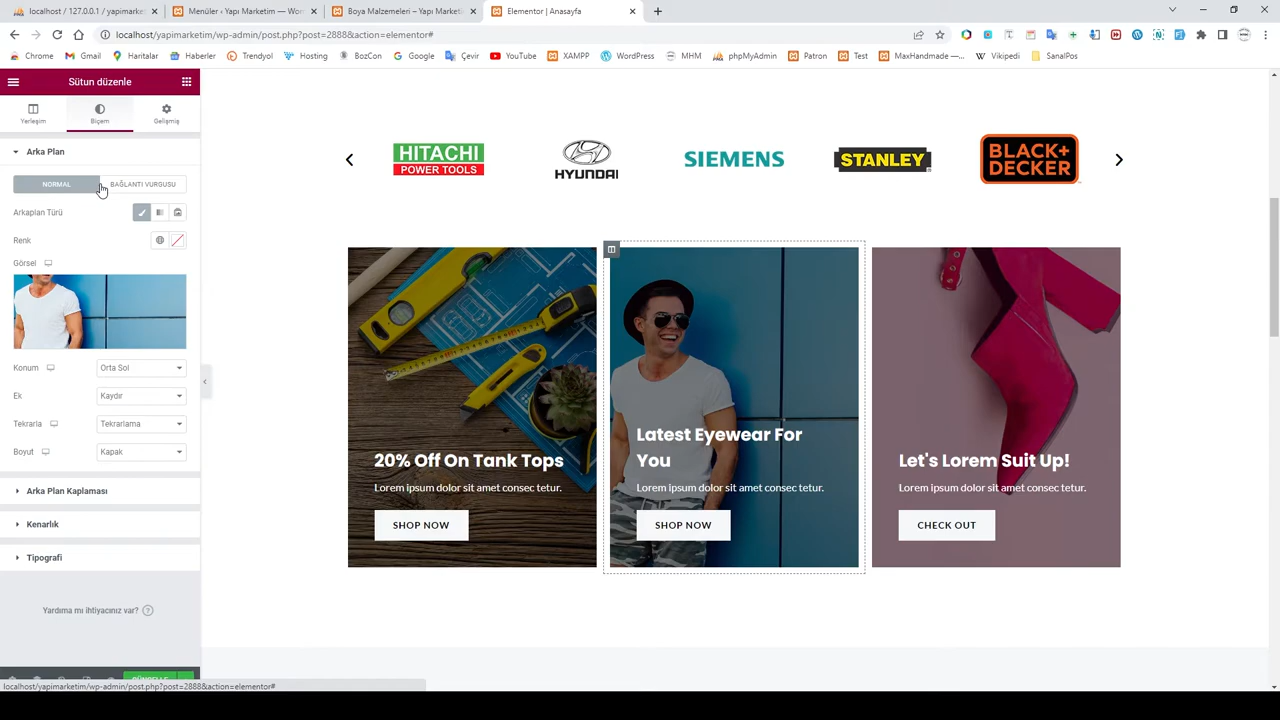 localhost / 127.0.0.1 / yapimarket
Menüler ‹ Yapı Marketim — Wor
Boya Malzemeleri – Yapı Marketi
Elementor | Anasayfa
localhost/yapimarketim/wp-admin/post.php?post=2888&action=elementor#
Chrome
Gmail
Haritalar
Haberler
Trendyol
Hosting
BozCon
Google
Çevir
YouTube
XAMPP
WordPress
MHM
phpMyAdmin
Patron
Test
MaxHandmade —...
Vikipedi
SanalPos
Sütun düzenle
Yerleşim
Biçem
Gelişmiş
Arka Plan
NORMAL
BAĞLANTI VURGUSU
Arkaplan Türü
Renk
Görsel
Konum
Orta Sol
Ek
Kaydır
Tekrarla
Tekrarlama
Boyut
Kapak
Arka Plan Kaplaması
Kenarlık
Tipografi
Yardıma mı ihtiyacınız var?
GÜNCELLE
localhost/yapimarketim/wp-admin/post.php?post=2888&action=elementor#
HITACHI
POWER TOOLS
HYUNDAI
SIEMENS
STANLEY
BLACK+
DECKER
20% Off On Tank Tops
Lorem ipsum dolor sit amet consec tetur.
SHOP NOW
Latest Eyewear For
You
Lorem ipsum dolor sit amet consec tetur.
SHOP NOW
Let's Lorem Suit Up!
Lorem ipsum dolor sit amet consec tetur.
CHECK OUT